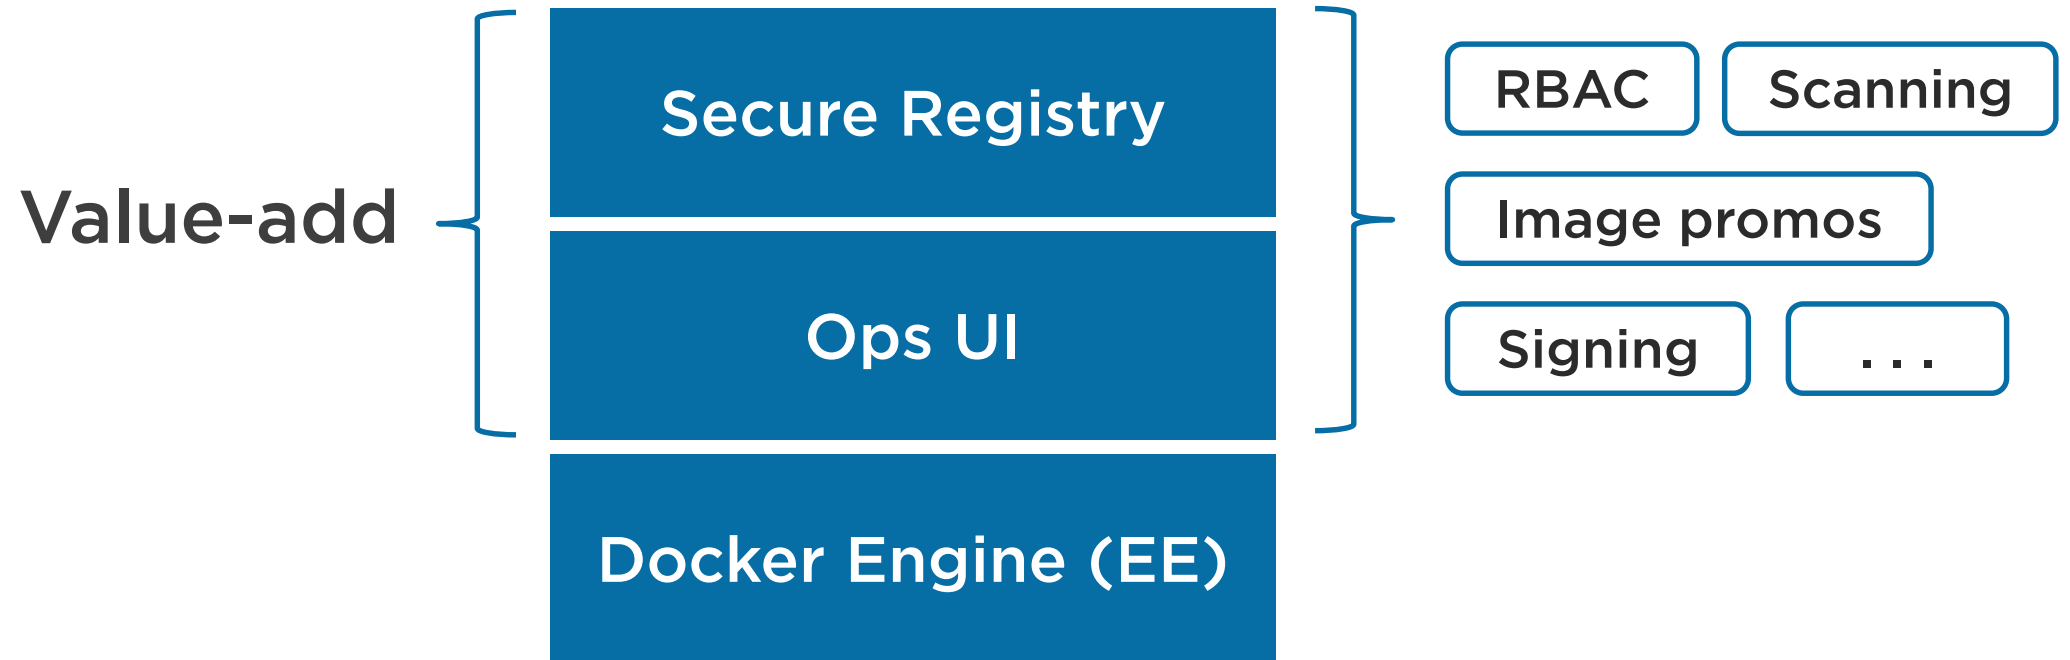 Value-add
Secure Registry
Ops UI
Docker Engine (EE)
RBAC
Scanning
Image promos
Signing
. . .